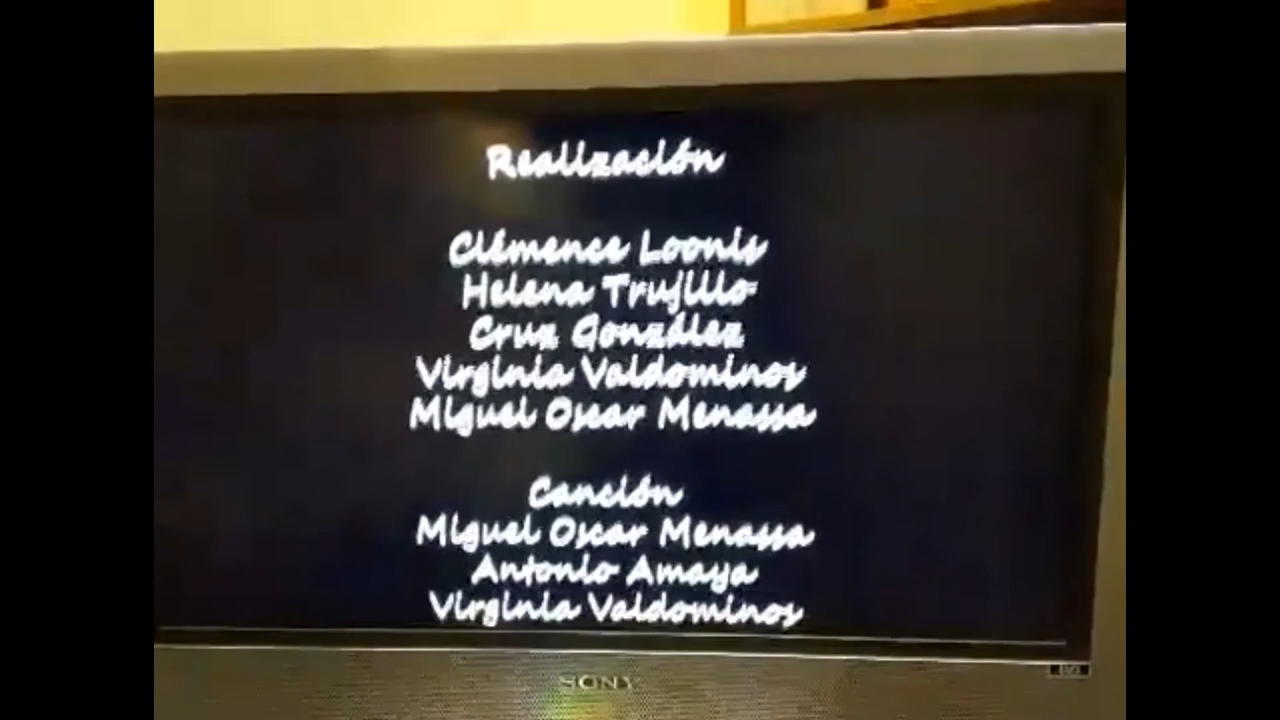 Realización
Clémence Loonis
Helena Trujillo
Cruz González
Virginia Valdominos
Miguel Oscar Menassa
Canción
Miguel Oscar Menassa
Antonio Amaya
Virginia Valdominos
SONY